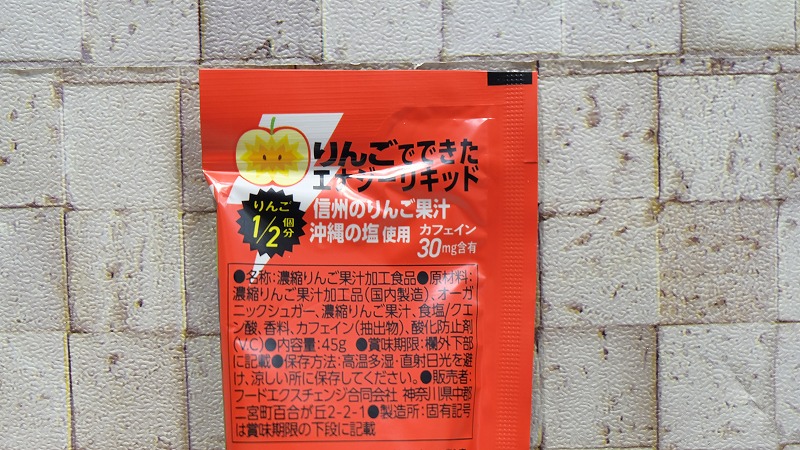 りんごでできた
エナジーリキッド
りんご
1/2個分
信州のりんご果汁
沖縄の塩使用
カフェイン
30mg含有
●名称:濃縮りんご果汁加工食品●原材料:
濃縮りんご果汁加工品(国内製造)、オーガ
ニックシュガー、濃縮りんご果汁、食塩/クエ
ン酸、香料、カフェイン(抽出物)、酸化防止剤
(V.C)●内容量:45g ●賞味期限:欄外下部
に記載●保存方法:高温多湿・直射日光を避
け、涼しい所に保存してください。●販売者:
フードエクスチェンジ合同会社 神奈川県中郡
二宮町百合が丘2-2-1●製造所:固有記号
は賞味期限の下段に記載